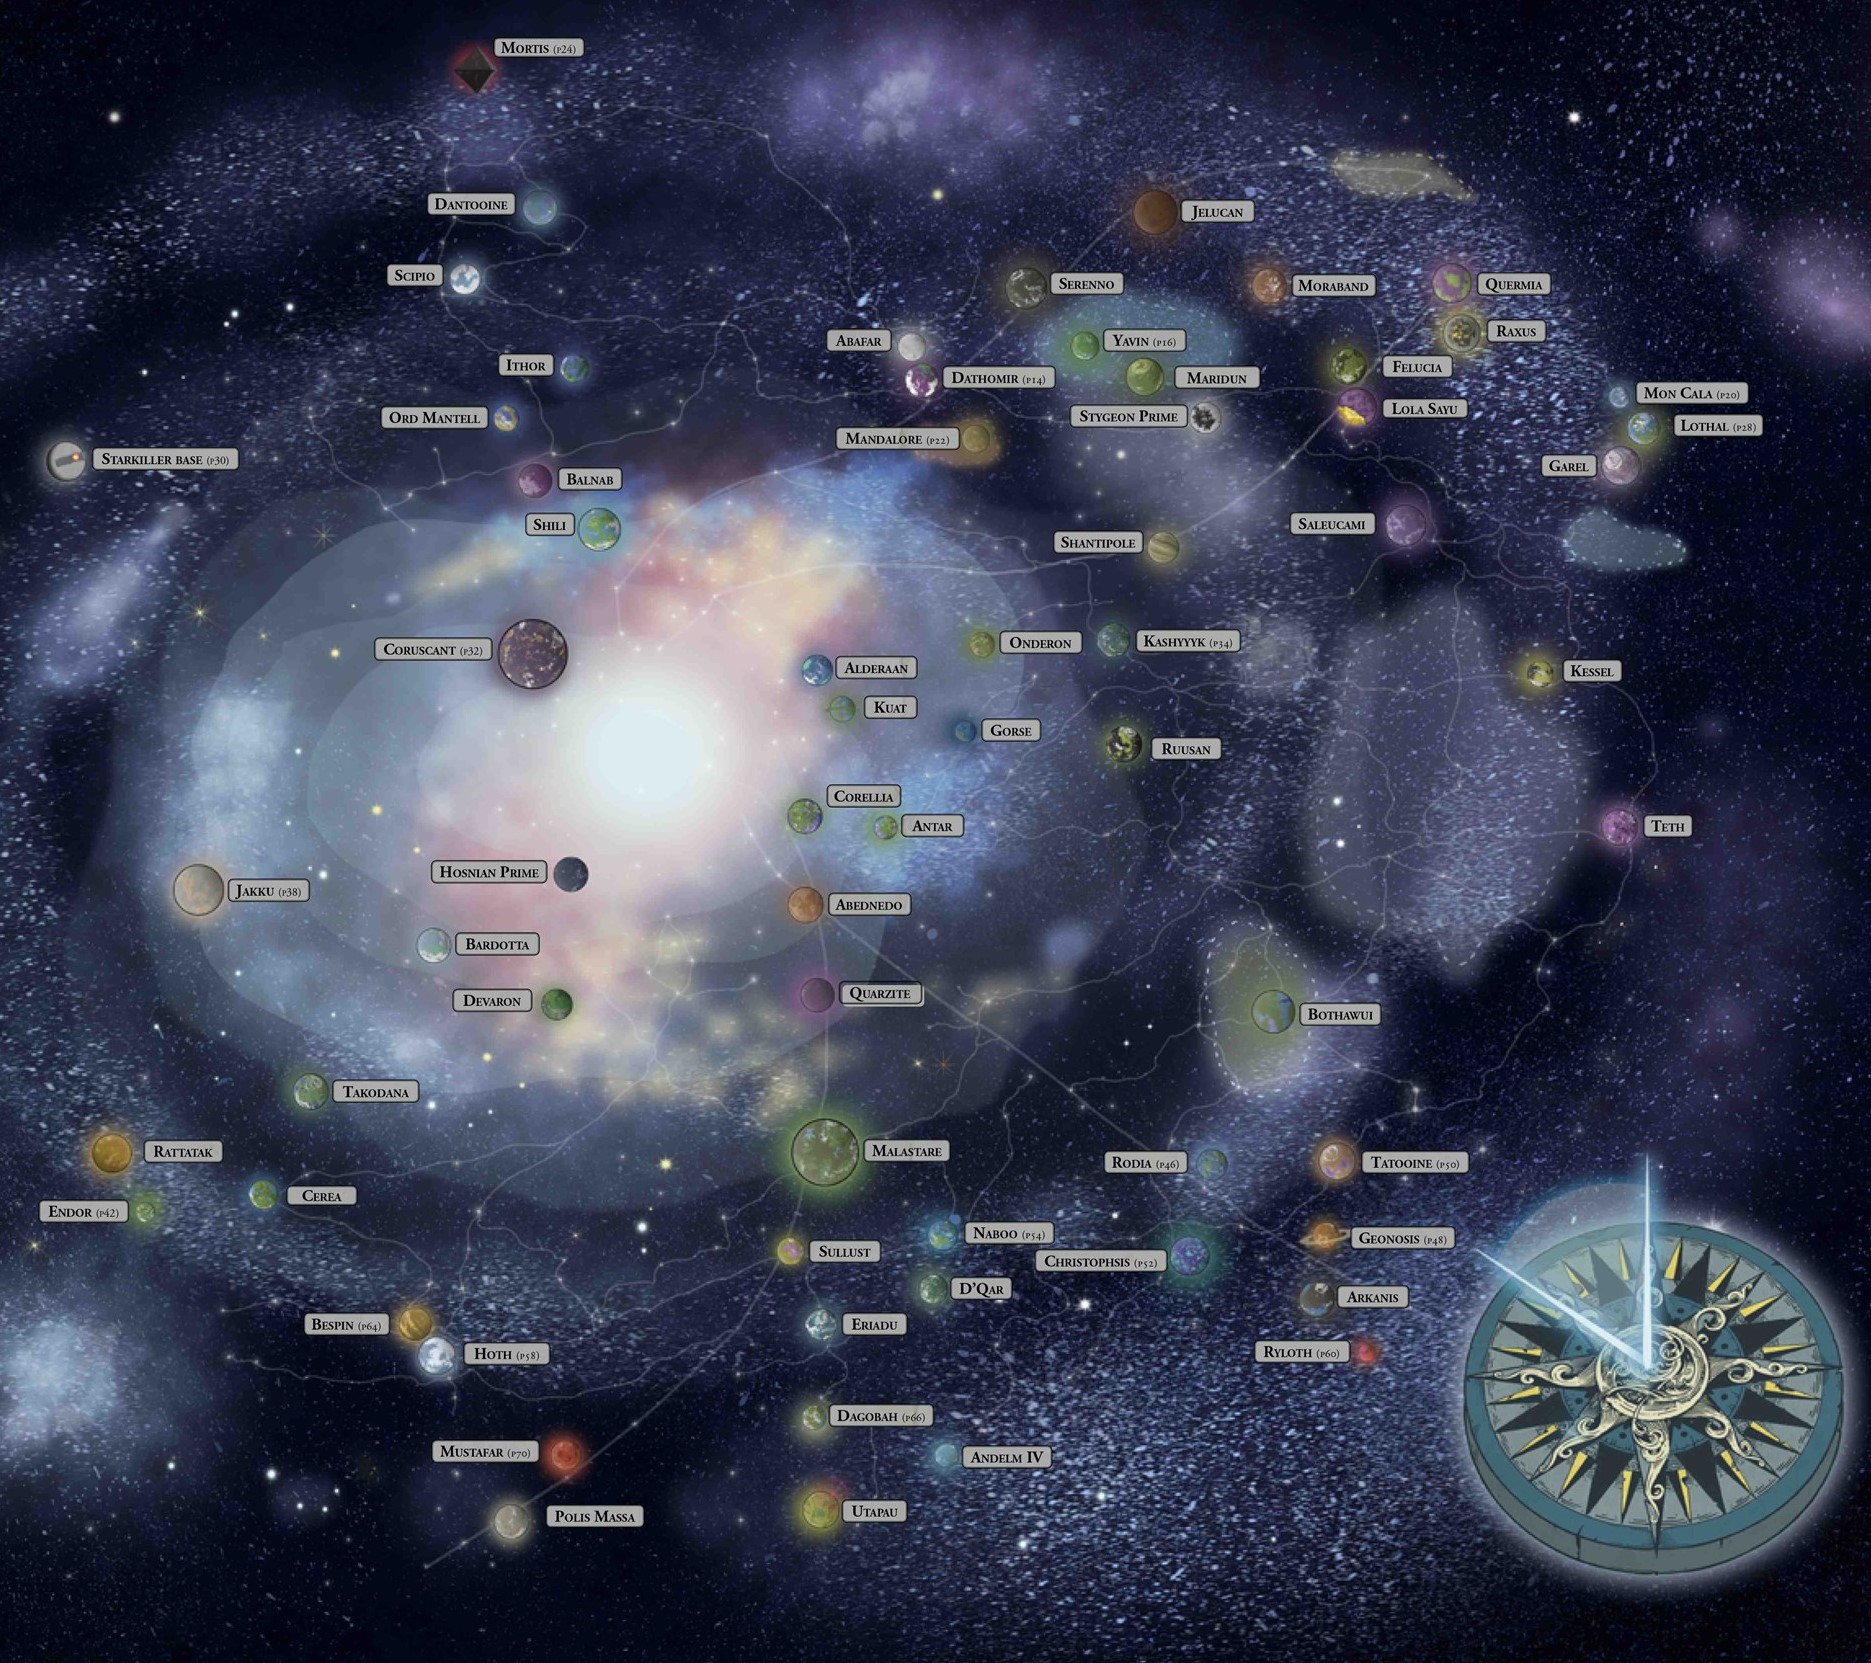 Mortis (p24)
Dantooine
Jelucan
Scipio
Serenno
Moraband
Quermia
Raxus
Abafar
Yavin (p16)
Ithor
Dathomir (p14)
Maridun
Felucia
Mon Cala (p20)
Ord Mantell
Stygeon Prime
Lola Sayu
Lothal (p28)
Mandalore (p22)
Starkiller base (p30)
Garel
Balnab
Shili
Saleucami
Shantipole
Coruscant (p32)
Onderon
Kashyyyk (p34)
Alderaan
Kessel
Kuat
Gorse
Ruusan
Corellia
Antar
Teth
Hosnian Prime
Jakku (p38)
Abednedo
Bardotta
Devaron
Quarzite
Bothawui
Takodana
Rattatak
Malastare
Rodia (p46)
Tatooine (p50)
Cerea
Endor (p42)
Naboo (p54)
Geonosis (p48)
Sullust
Christophsis (p52)
D'Qar
Arkanis
Bespin (p64)
Eriadu
Hoth (p58)
Ryloth (p60)
Dagobah (p66)
Mustafar (p70)
Andelm IV
Utapau
Polis Massa